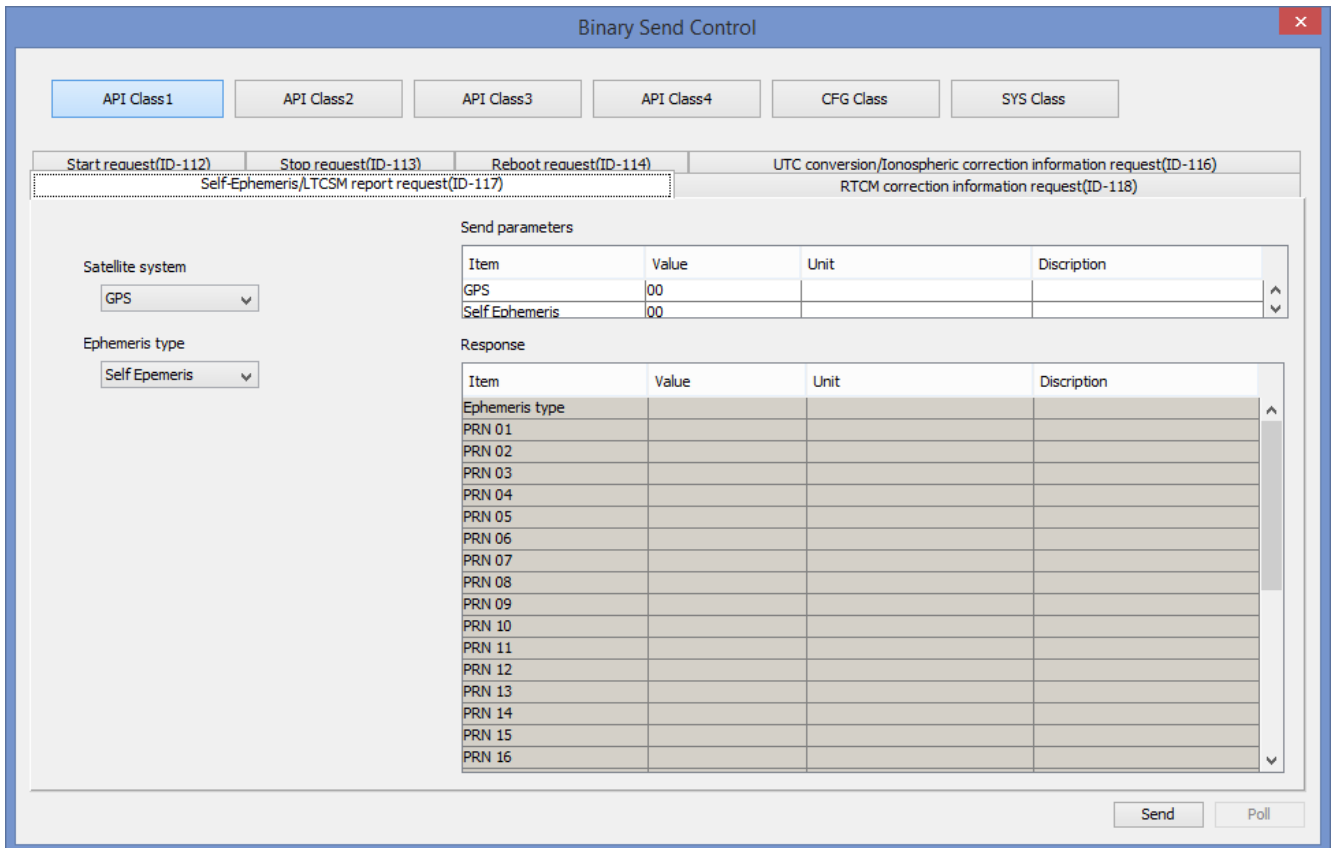 Binary Send Control
API Class1 API Class2 API Class3 API Class4 CFG Class SYS Class
Start request(ID-112) Stop request(ID-113) Reboot request(ID-114) UTC conversion/Ionospheric correction information request(ID-116)
Self-Ephemeris/LTCSM report request(ID-117) RTCM correction information request(ID-118)
Satellite system
GPS
Ephemeris type
Self Epemeris
Send parameters
Item Value Unit Discription
GPS 00
Self Ephemeris 00
Response
Item Value Unit Discription
Ephemeris type
PRN 01
PRN 02
PRN 03
PRN 04
PRN 05
PRN 06
PRN 07
PRN 08
PRN 09
PRN 10
PRN 11
PRN 12
PRN 13
PRN 14
PRN 15
PRN 16
Send Poll